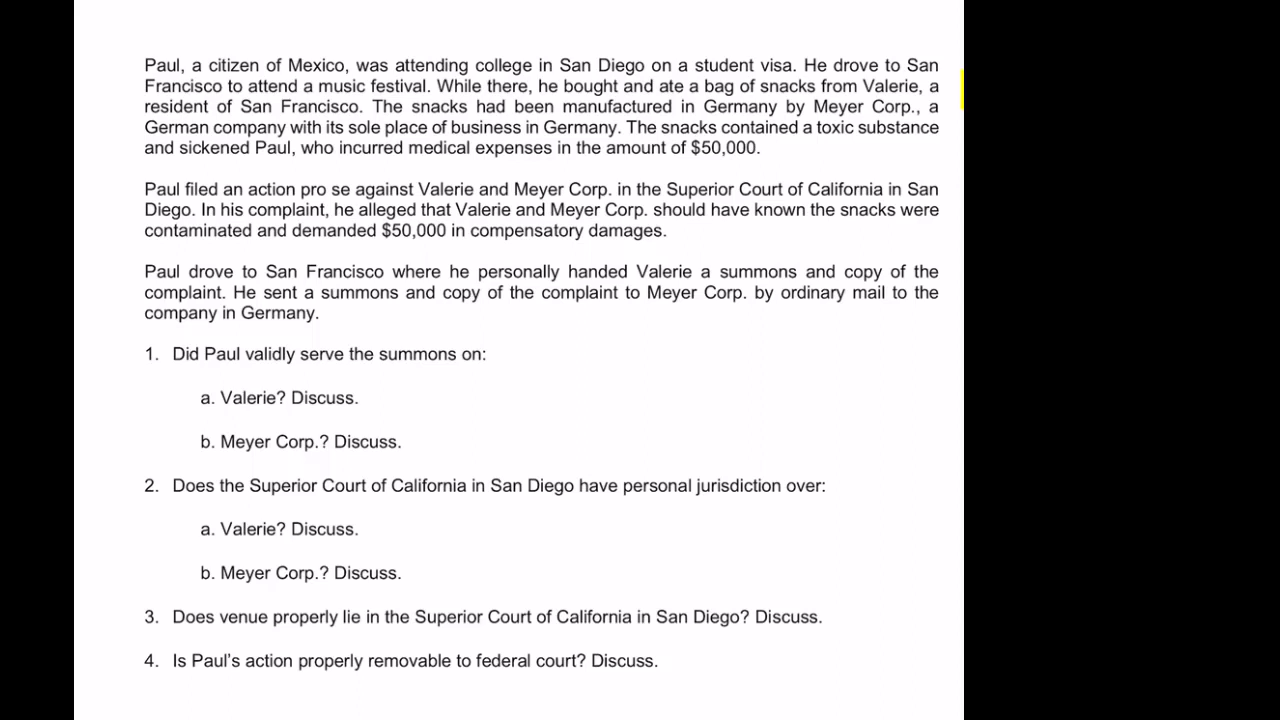 Paul, a citizen of Mexico, was attending college in San Diego on a student visa. He drove to San
Francisco to attend a music festival. While there, he bought and ate a bag of snacks from Valerie, a
resident of San Francisco. The snacks had been manufactured in Germany by Meyer Corp., a
German company with its sole place of business in Germany. The snacks contained a toxic substance
and sickened Paul, who incurred medical expenses in the amount of $50,000.
Paul filed an action pro se against Valerie and Meyer Corp. in the Superior Court of California in San
Diego. In his complaint, he alleged that Valerie and Meyer Corp. should have known the snacks were
contaminated and demanded $50,000 in compensatory damages.
Paul drove to San Francisco where he personally handed Valerie a summons and copy of the
complaint. He sent a summons and copy of the complaint to Meyer Corp. by ordinary mail to the
company in Germany.
1. Did Paul validly serve the summons on:
a. Valerie? Discuss.
b. Meyer Corp.? Discuss.
2. Does the Superior Court of California in San Diego have personal jurisdiction over:
a. Valerie? Discuss.
b. Meyer Corp.? Discuss.
3. Does venue properly lie in the Superior Court of California in San Diego? Discuss.
4. Is Paul's action properly removable to federal court? Discuss.